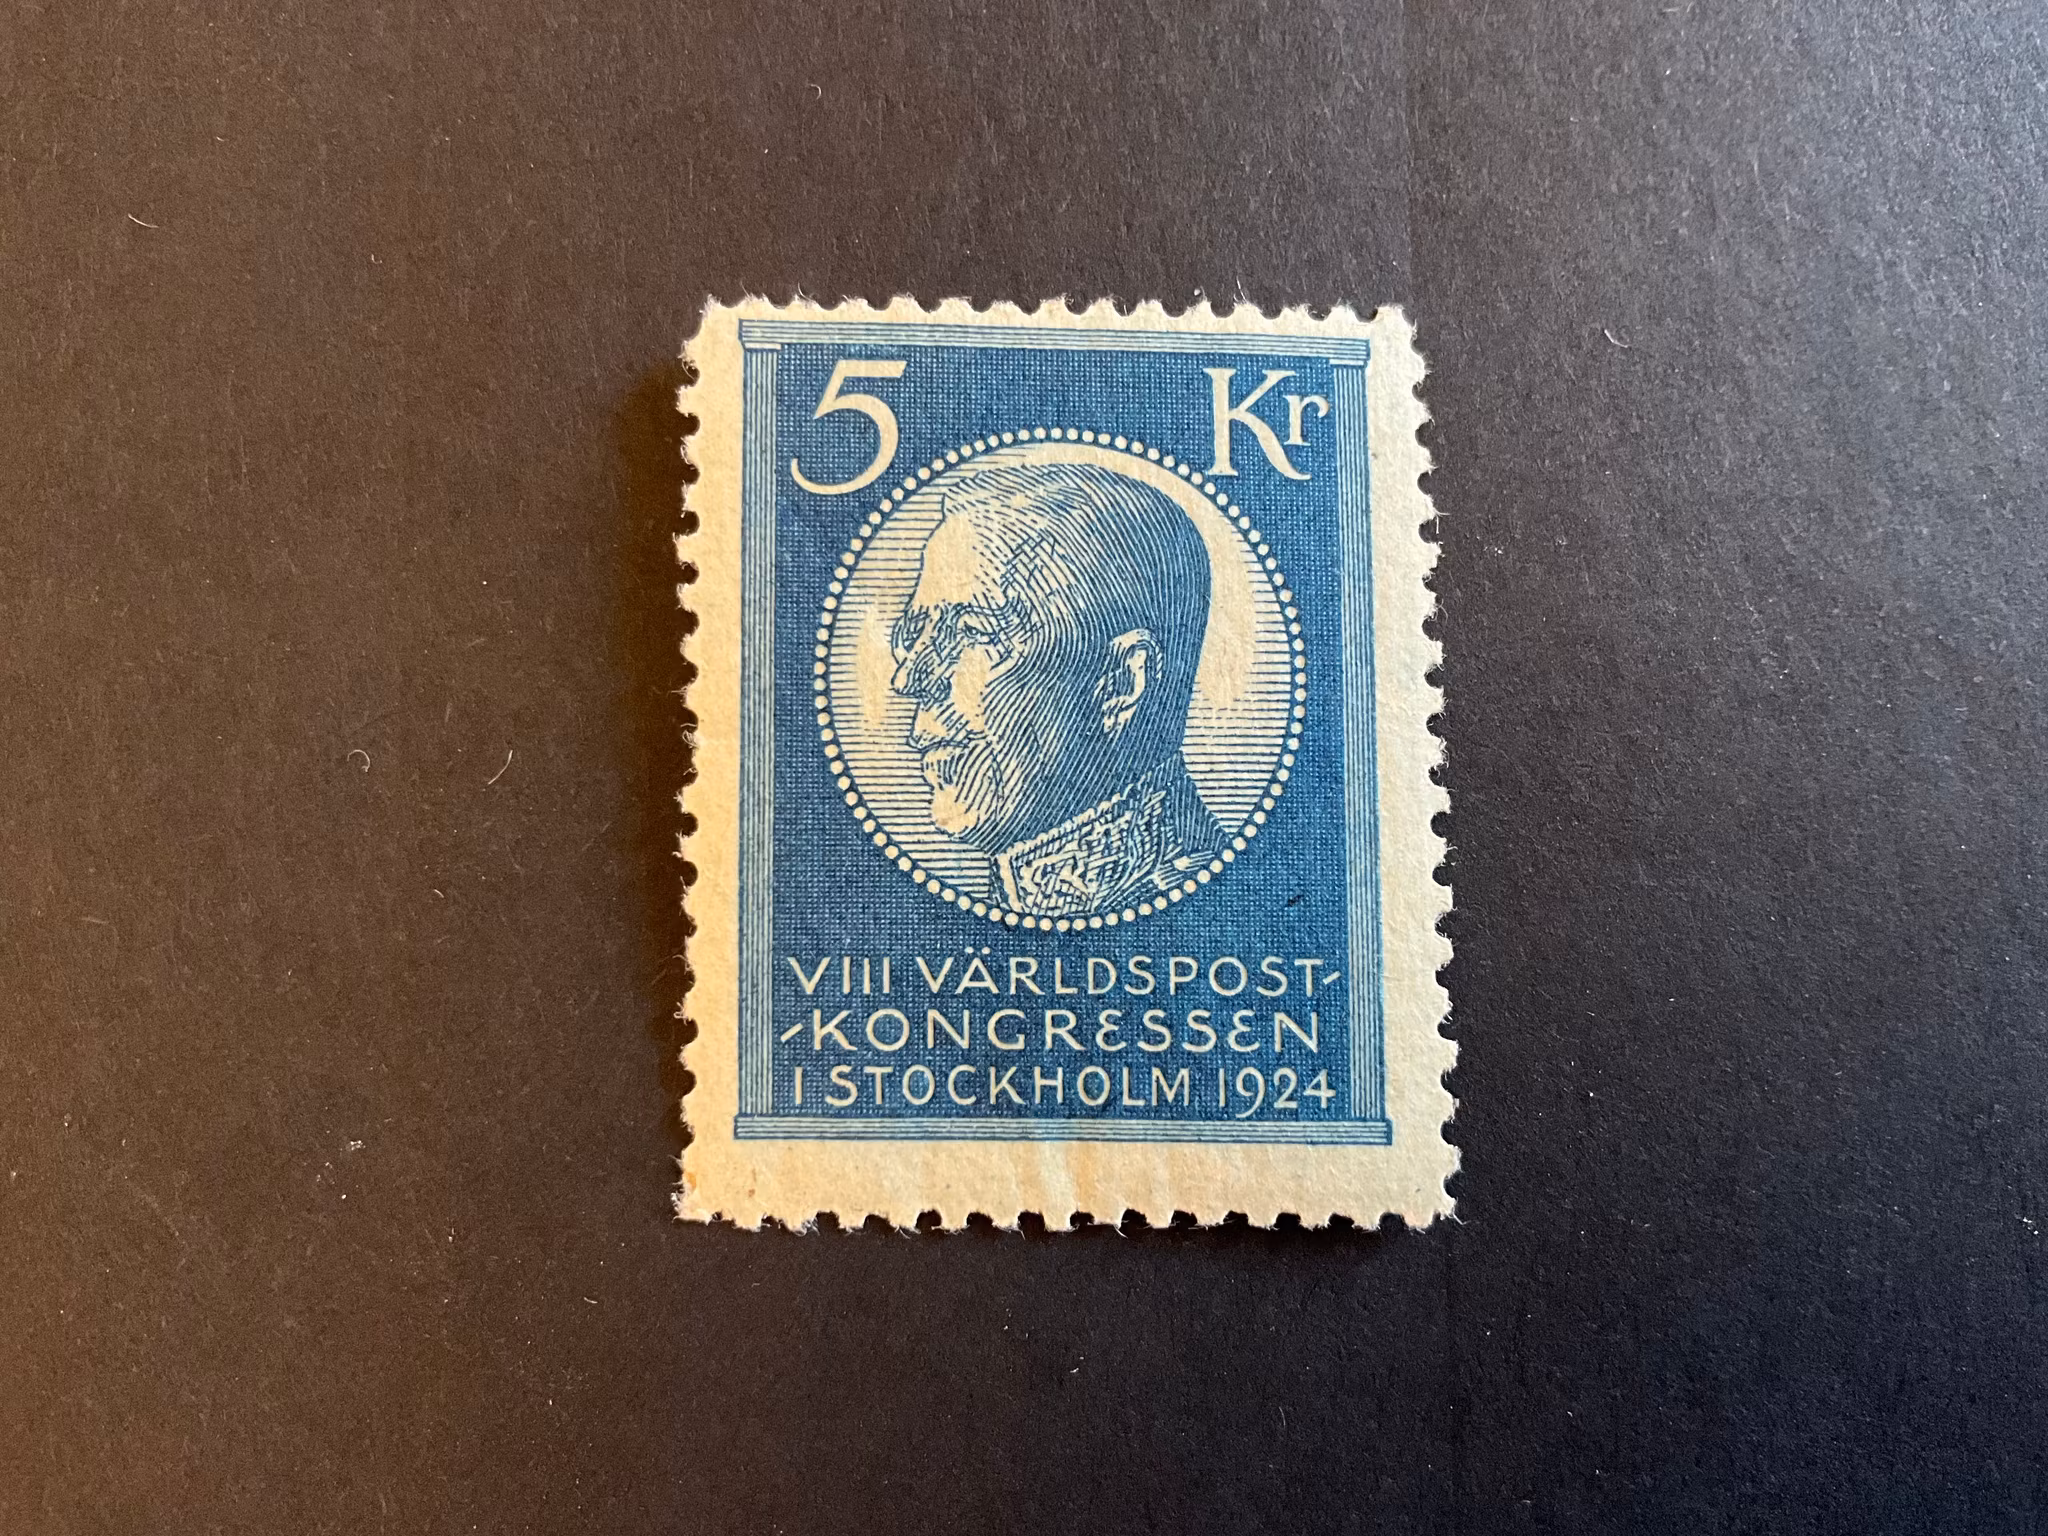 5 Kr
VIII VÄRLDSPOST-
-KONGRESSEN
I STOCKHOLM 1924